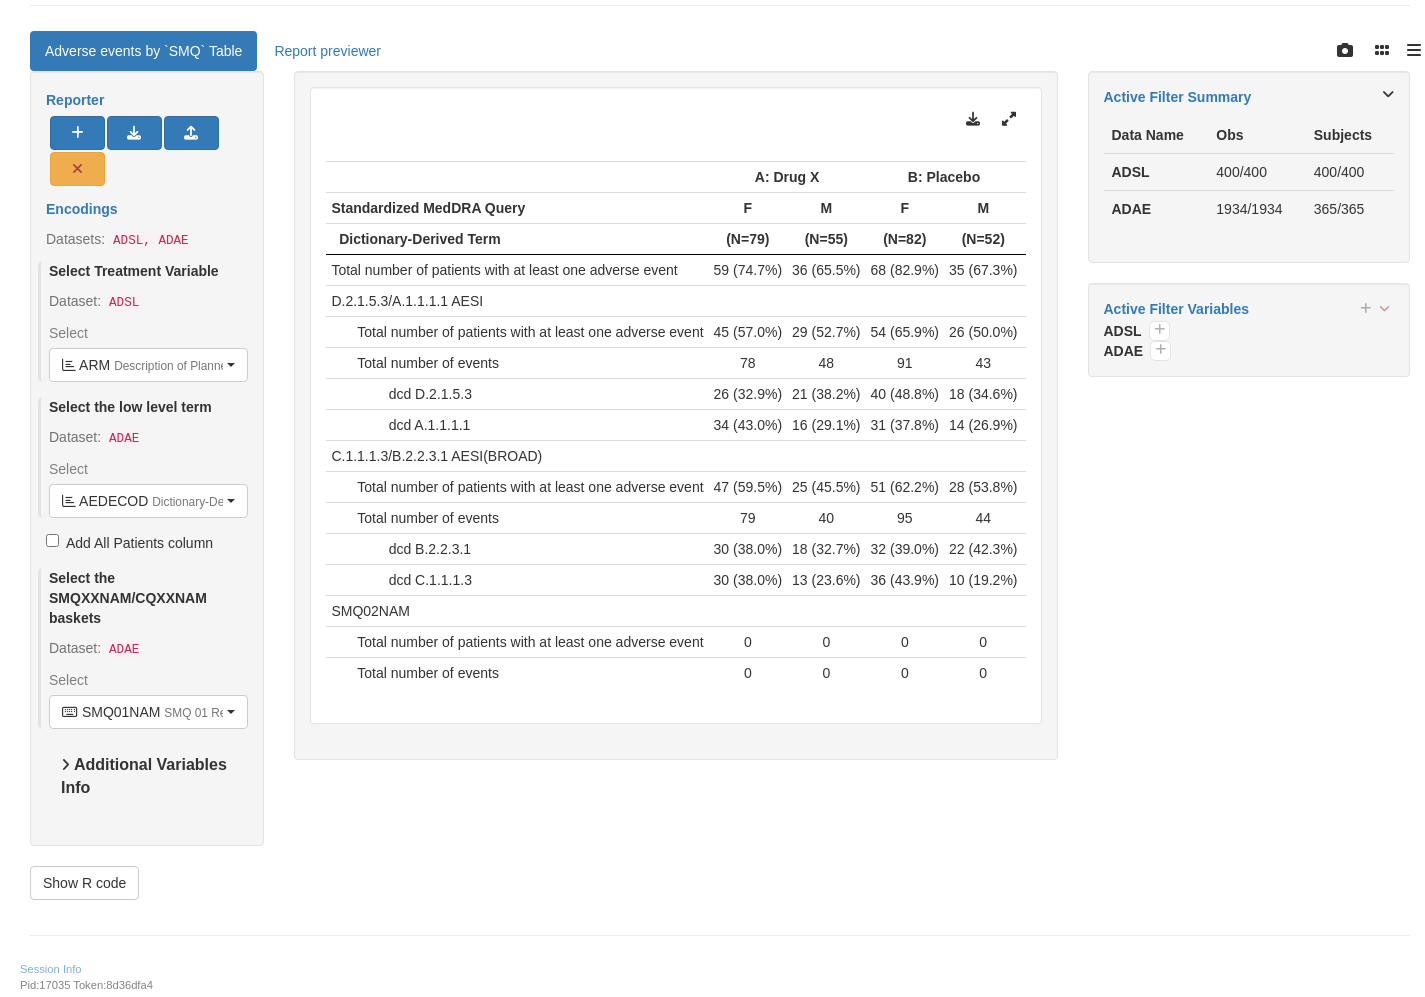 Adverse events by `SMQ` Table
Report previewer
Reporter
Encodings
Datasets: ADSL, ADAE
Select Treatment Variable
Dataset: ADSL
Select
ARM Description of Planne
Select the low level term
Dataset: ADAE
Select
AEDECOD Dictionary-De
Add All Patients column
Select the
SMQXXNAM/CQXXNAM
baskets
Dataset: ADAE
Select
SMQ01NAM SMQ 01 Re
Additional Variables
Info
Show R code
A: Drug X B: Placebo
Standardized MedDRA Query F M F M
Dictionary-Derived Term (N=79) (N=55) (N=82) (N=52)
Total number of patients with at least one adverse event 59 (74.7%) 36 (65.5%) 68 (82.9%) 35 (67.3%)
D.2.1.5.3/A.1.1.1.1 AESI
Total number of patients with at least one adverse event 45 (57.0%) 29 (52.7%) 54 (65.9%) 26 (50.0%)
Total number of events 78 48 91 43
dcd D.2.1.5.3 26 (32.9%) 21 (38.2%) 40 (48.8%) 18 (34.6%)
dcd A.1.1.1.1 34 (43.0%) 16 (29.1%) 31 (37.8%) 14 (26.9%)
C.1.1.1.3/B.2.2.3.1 AESI(BROAD)
Total number of patients with at least one adverse event 47 (59.5%) 25 (45.5%) 51 (62.2%) 28 (53.8%)
Total number of events 79 40 95 44
dcd B.2.2.3.1 30 (38.0%) 18 (32.7%) 32 (39.0%) 22 (42.3%)
dcd C.1.1.1.3 30 (38.0%) 13 (23.6%) 36 (43.9%) 10 (19.2%)
SMQ02NAM
Total number of patients with at least one adverse event 0 0 0 0
Total number of events 0 0 0 0
Active Filter Summary
Data Name Obs Subjects
ADSL 400/400 400/400
ADAE 1934/1934 365/365
Active Filter Variables
ADSL
ADAE
Session Info
Pid:17035 Token:8d36dfa4